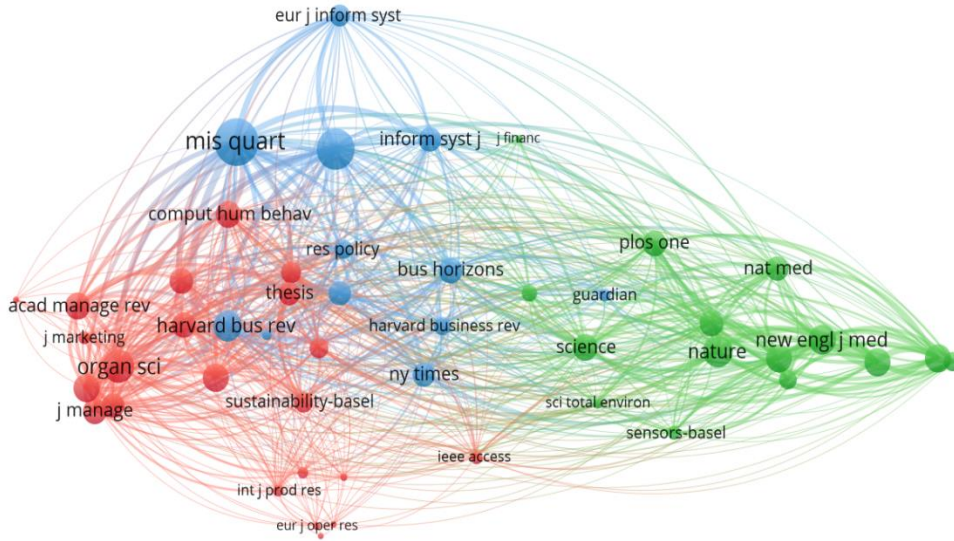 eur j inform syst
mis quart
inform syst j
j financ
comput hum behav
res policy
plos one
bus horizons
nat med
thesis
guardian
acad manage rev
harvard bus rev
harvard business rev
j marketing
new engl j med
science
nature
organ sci
ny times
sustainability-basel
sci total environ
j manage
sensors-basel
ieee access
int j prod res
eur j oper res